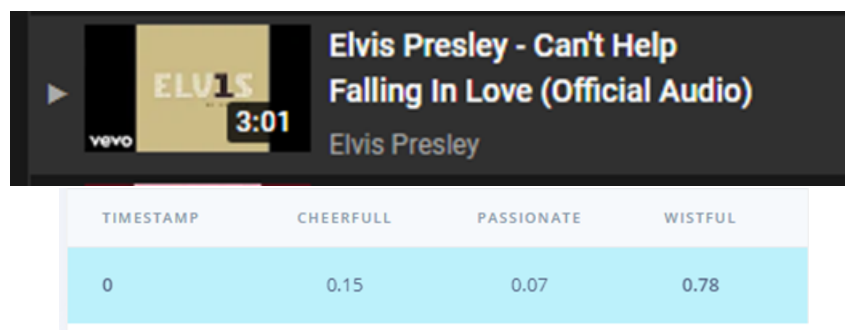 ELV1S
3:01
vevo
Elvis Presley - Can't Help
Falling In Love (Official Audio)
Elvis Presley
TIMESTAMP CHEERFULL PASSIONATE WISTFUL
0 0.15 0.07 0.78